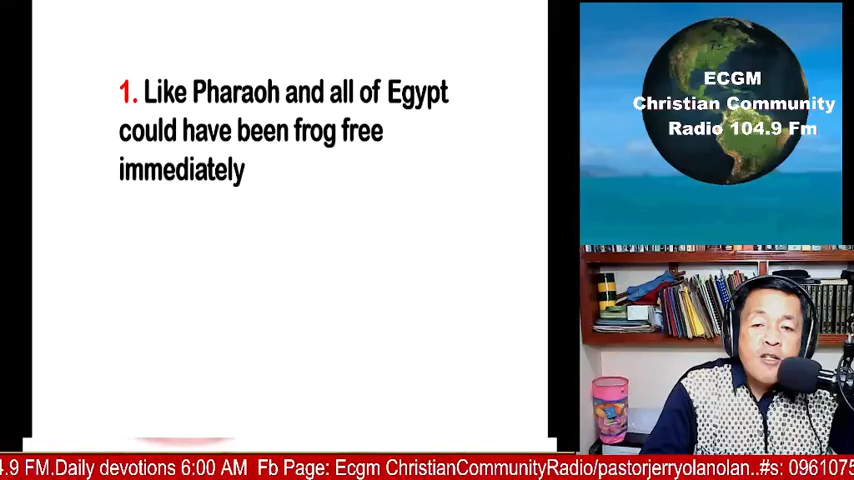 1. Like Pharaoh and all of Egypt
could have been frog free
immediately
ECGM
Christian Community
Radio 104.9 Fm
4.9 FM.Daily devotions 6:00 AM Fb Page: Ecgm ChristianCommunityRadio/pastorjerryolanolan..#s: 0961075